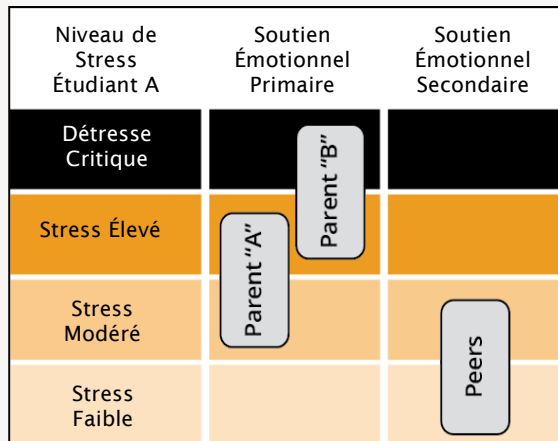 Niveau de
Stress
Étudiant A
Soutien
Émotionnel
Primaire
Soutien
Émotionnel
Secondaire
Détresse
Critique
Parent "B"
Stress Élevé
Parent "A"
Stress
Modéré
Peers
Stress
Faible